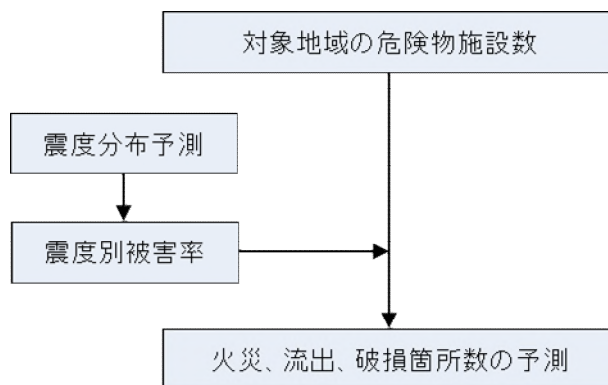 対象地域の危険物施設数
震度分布予測
震度別被害率
火災、流出、破損箇所数の予測